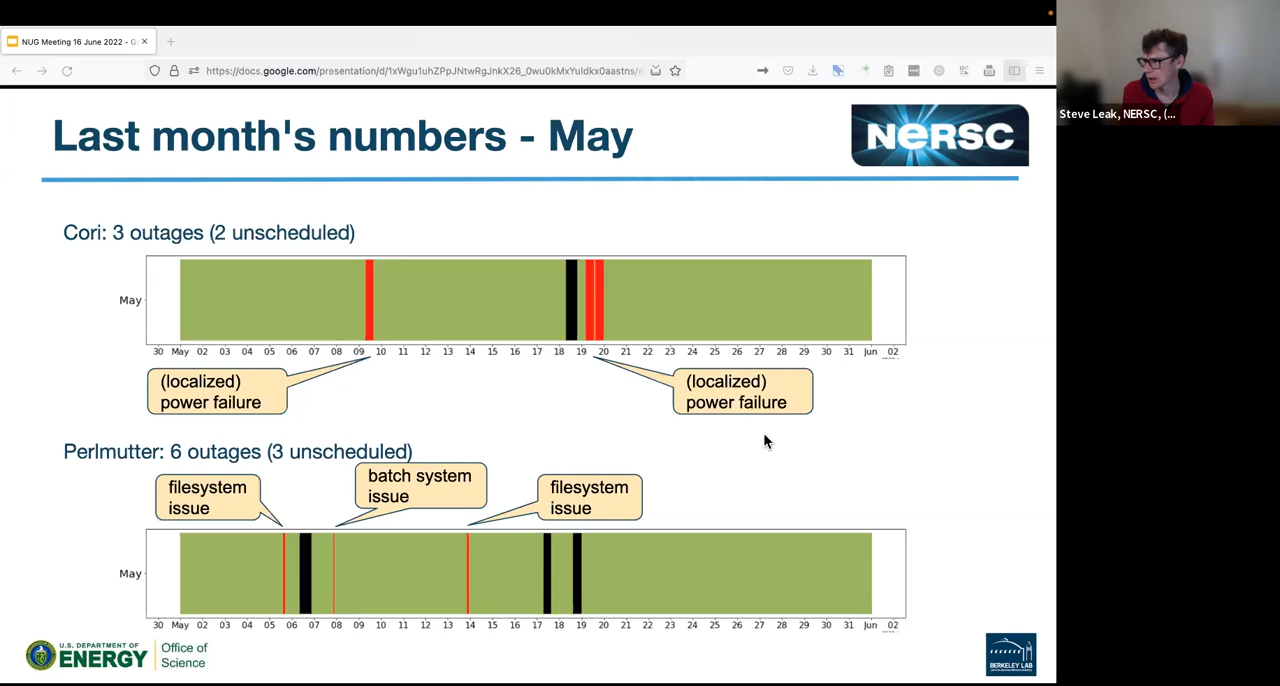 NUG Meeting 16 June 2022 - G
https://docs.google.com/presentation/d/1xWgu1uhZPpJNtwRgJnkX26_0wu0kMxYuldkx0aastns/
Steve Leak, NERSC, (...
Last month's numbers - May
NERSC
Cori: 3 outages (2 unscheduled)
May
30 May 02 03 04 05 06 07 08 09 10 11 12 13 14 15 16 17 18 19 20 21 22 23 24 25 26 27 28 29 30 31 Jun 02
(localized)
power failure
(localized)
power failure
Perlmutter: 6 outages (3 unscheduled)
filesystem
issue
batch system
issue
filesystem
issue
May
30 May 02 03 04 05 06 07 08 09 10 11 12 13 14 15 16 17 18 19 20 21 22 23 24 25 26 27 28 29 30 31 Jun 02
U.S. DEPARTMENT OF
ENERGY
Office of
Science
BERKELEY LAB